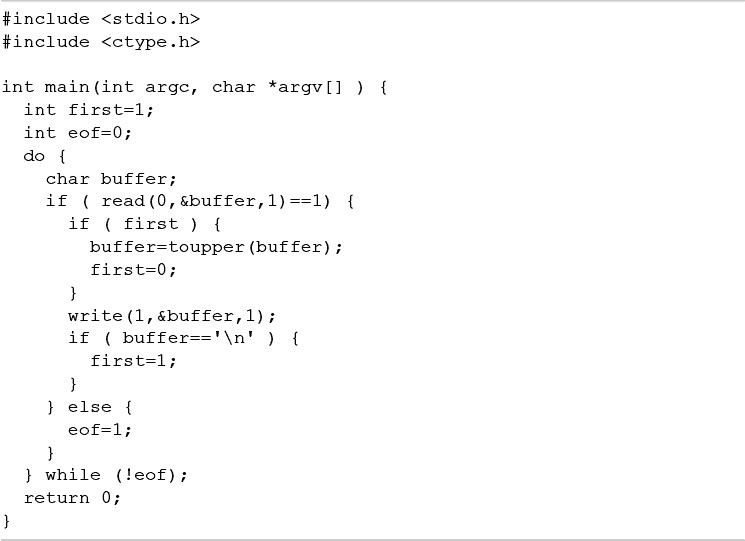 #include <stdio.h>
#include <ctype.h>

int main(int argc, char *argv[] ) {
  int first=1;
  int eof=0;
  do {
    char buffer;
    if ( read(0,&buffer,1)==1) {
      if ( first ) {
        buffer=toupper(buffer);
        first=0;
      }
      write(1,&buffer,1);
      if ( buffer=='\n' ) {
        first=1;
      }
    } else {
      eof=1;
    }
  } while (!eof);
  return 0;
}